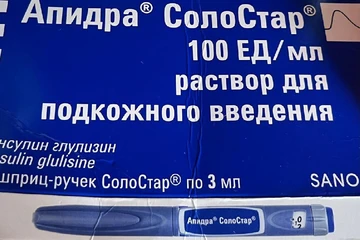 Апидра® СолоСтар®
100 ЕД/мл
раствор для
подкожного введения
нсулин глулизин
sulin glulisine
шприц-ручек СолоСтар® по 3 мл
SANO
Апидра® СолоСтар®